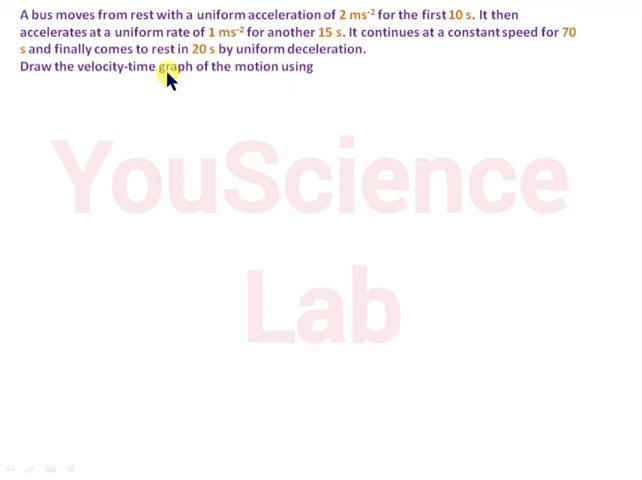 A bus moves from rest with a uniform acceleration of 2 ms⁻² for the first 10 s. It then
accelerates at a uniform rate of 1 ms⁻² for another 15 s. It continues at a constant speed for 70
s and finally comes to rest in 20 s by uniform deceleration.
Draw the velocity-time graph of the motion using
YouScience
Lab